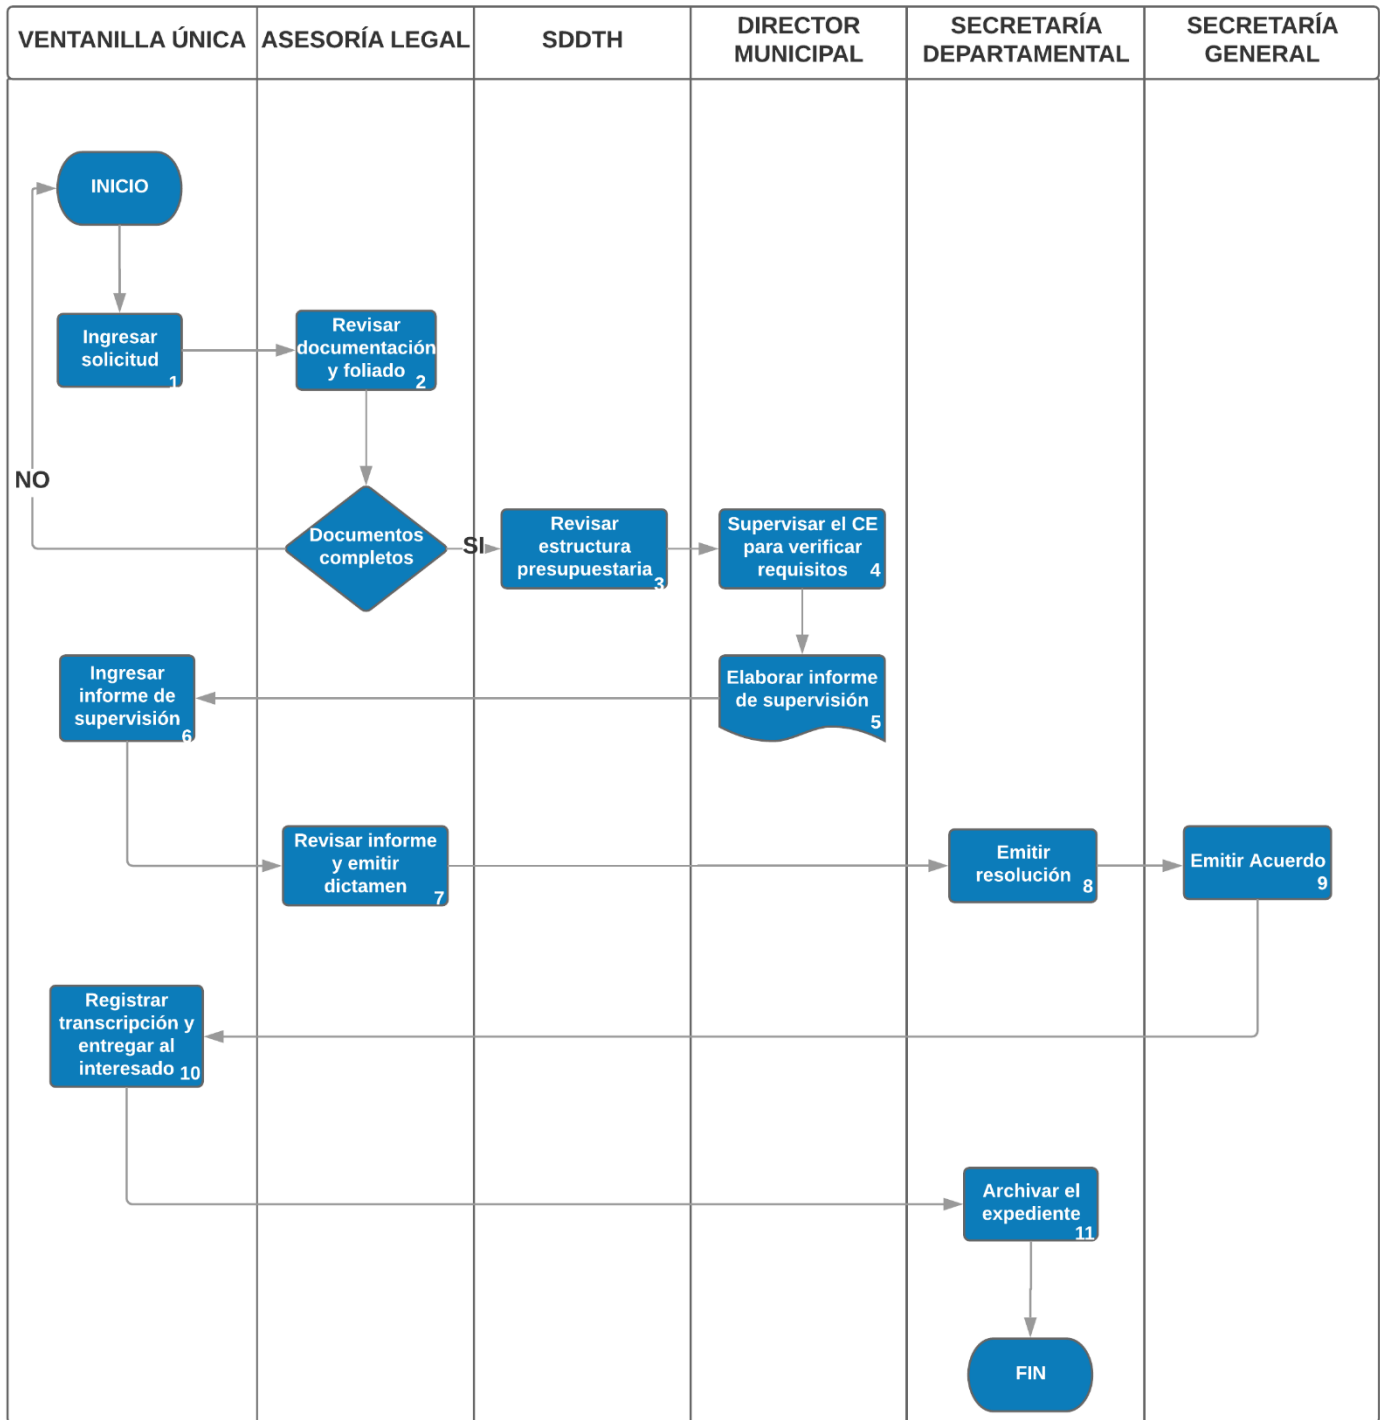 VENTANILLA ÚNICA
ASESORÍA LEGAL
SDDTH
DIRECTOR
MUNICIPAL
SECRETARÍA
DEPARTAMENTAL
SECRETARÍA
GENERAL
INICIO
Ingresar
solicitud
1
Revisar
documentación
y foliado
2
NO
Documentos
completos
SI
Revisar
estructura
presupuestaria
3
Supervisar el CE
para verificar
requisitos
4
Ingresar
informe de
supervisión
6
Elaborar informe
de supervisión
5
Revisar informe
y emitir
dictamen
7
Emitir
resolución
8
Emitir Acuerdo
9
Registrar
transcripción y
entregar al
interesado
10
Archivar el
expediente
11
FIN